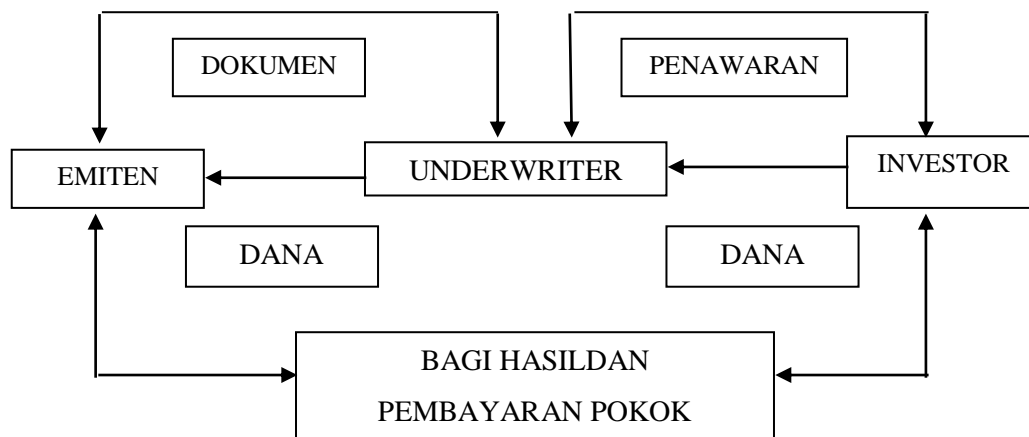 DOKUMEN
PENAWARAN
EMITEN
UNDERWRITER
INVESTOR
DANA
DANA
BAGI HASILDAN
PEMBAYARAN POKOK